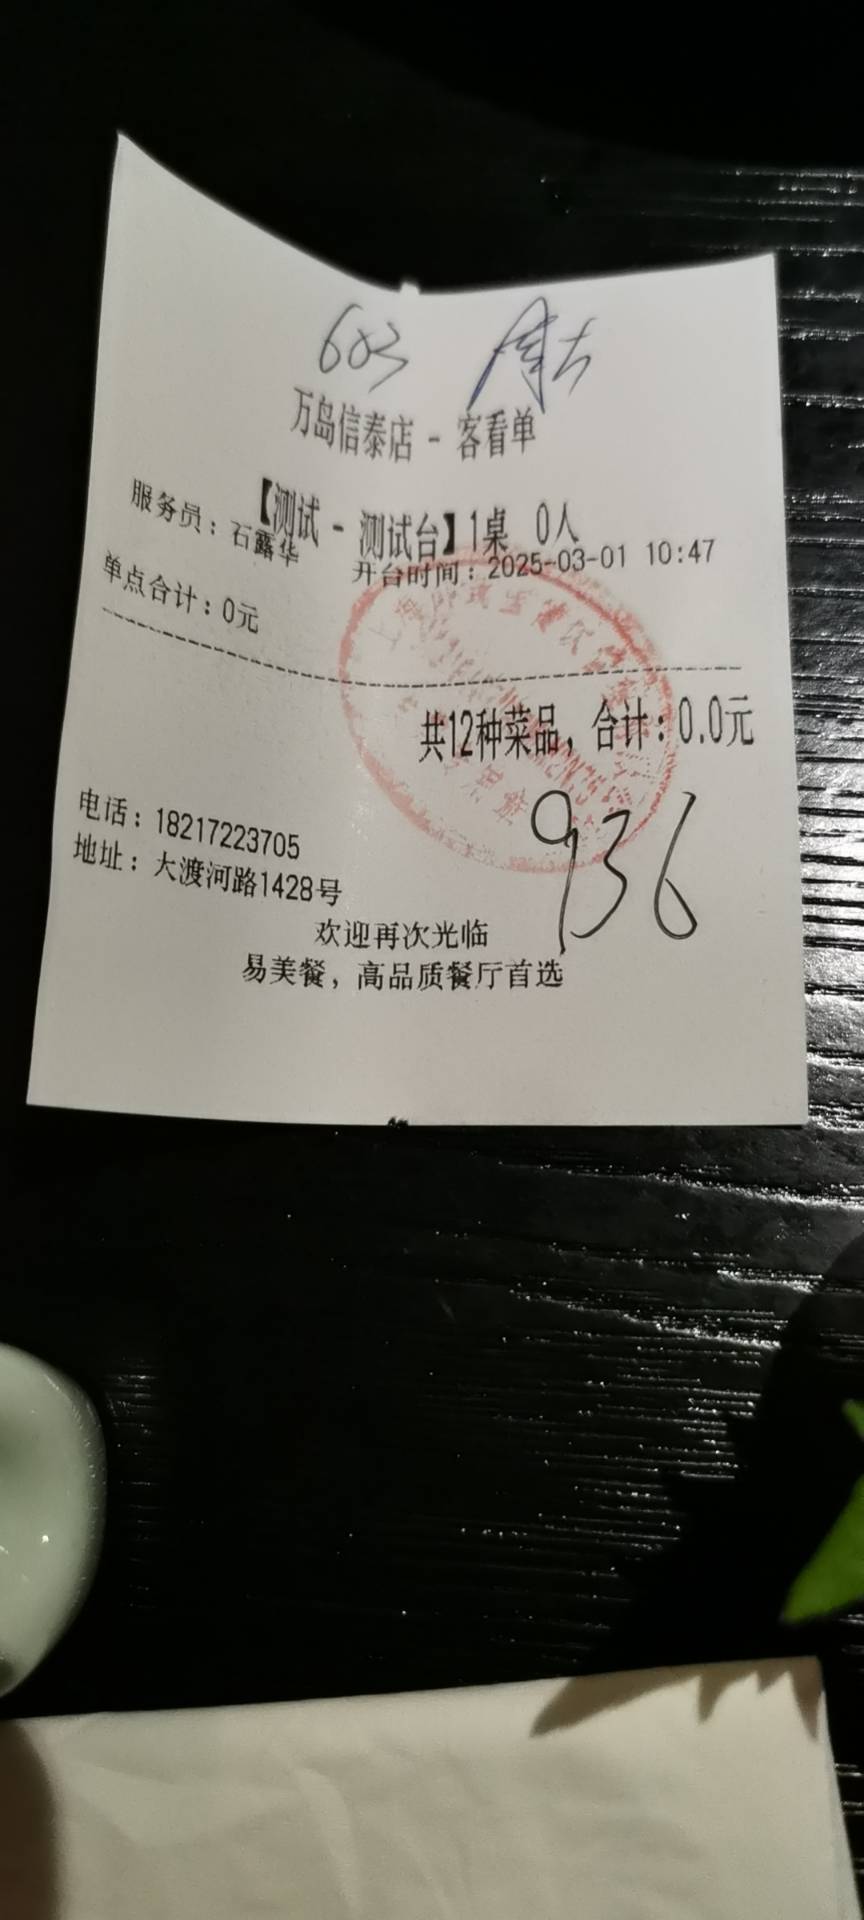 603
万岛信泰店 - 客看单
【测试 - 测试台】1桌 0人
服务员：石露华
开台时间：2025-03-01 10:47
单点合计：0元
共12种菜品，合计：0.0元
936
电话：18217223705
地址：大渡河路1428号
欢迎再次光临
易美餐，高品质餐厅首选